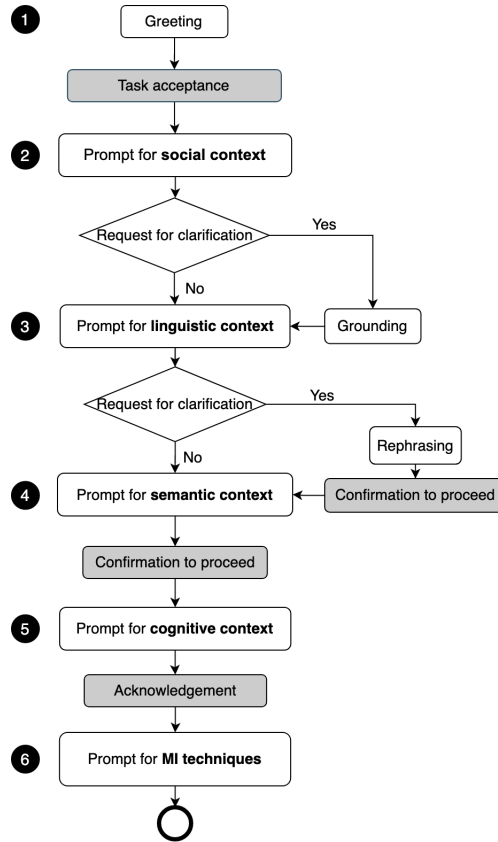 1
Greeting
Task acceptance
2
Prompt for social context
Request for clarification
Yes
No
3
Prompt for linguistic context
Grounding
Request for clarification
Yes
Rephrasing
No
4
Prompt for semantic context
Confirmation to proceed
Confirmation to proceed
5
Prompt for cognitive context
Acknowledgement
6
Prompt for MI techniques